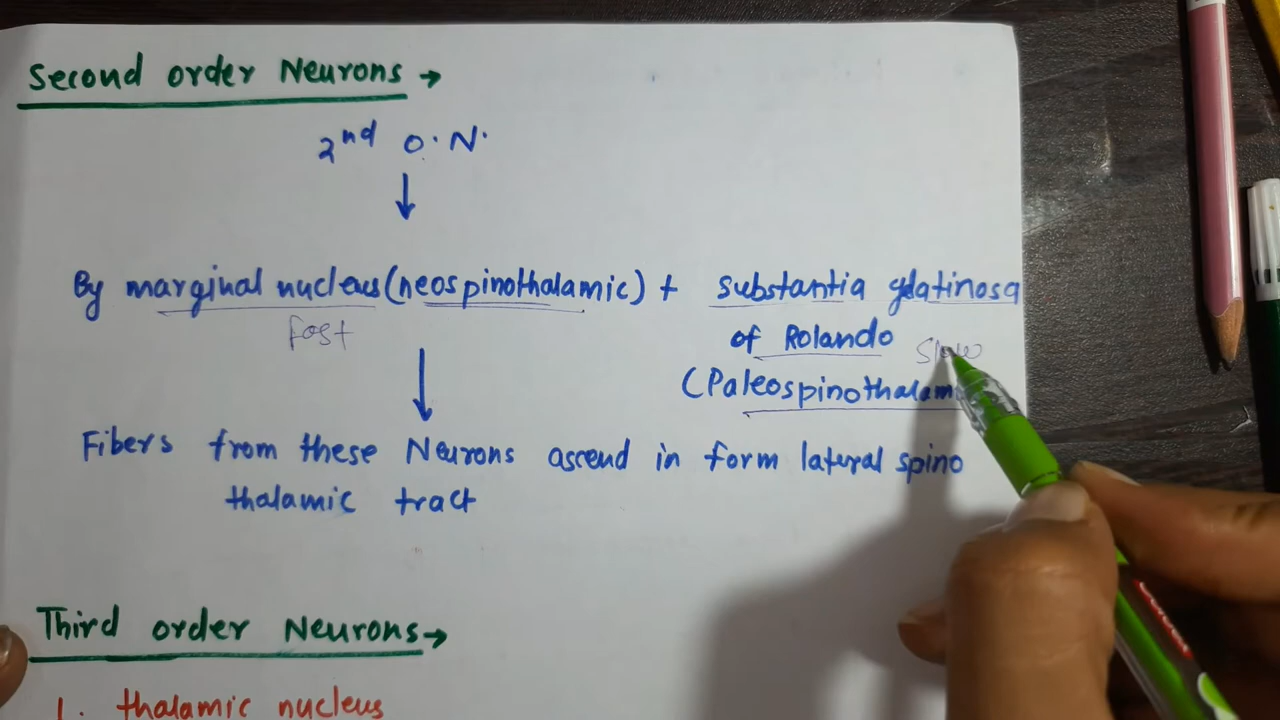 Second order Neurons →
2nd O.N.
By marginal nucleus (neospinothalamic) + substantia gelatinosa
fast
of Rolando slow
(Paleospinothalam
Fibers from these Neurons ascend in form lateral spino
thalamic tract
Third order Neurons →
1. thalamic nucleus